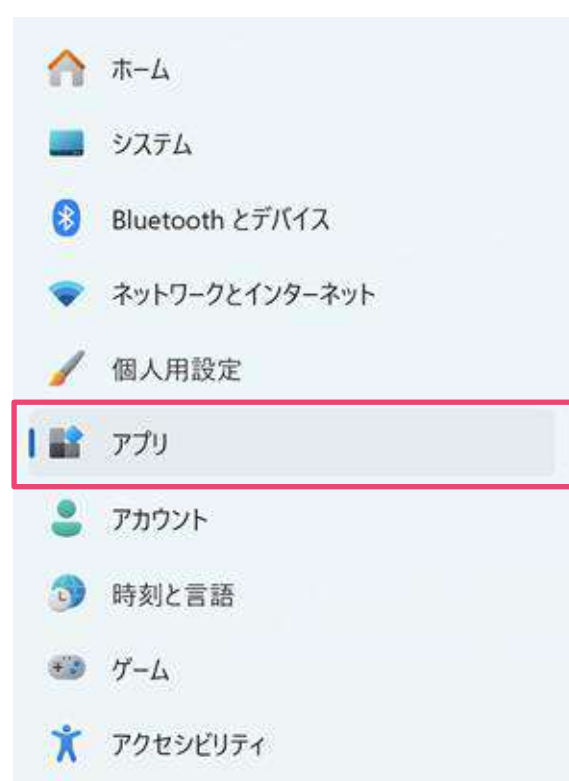 ホーム
システム
Bluetooth とデバイス
ネットワークとインターネット
個人用設定
アプリ
アカウント
時刻と言語
ゲーム
アクセシビリティ